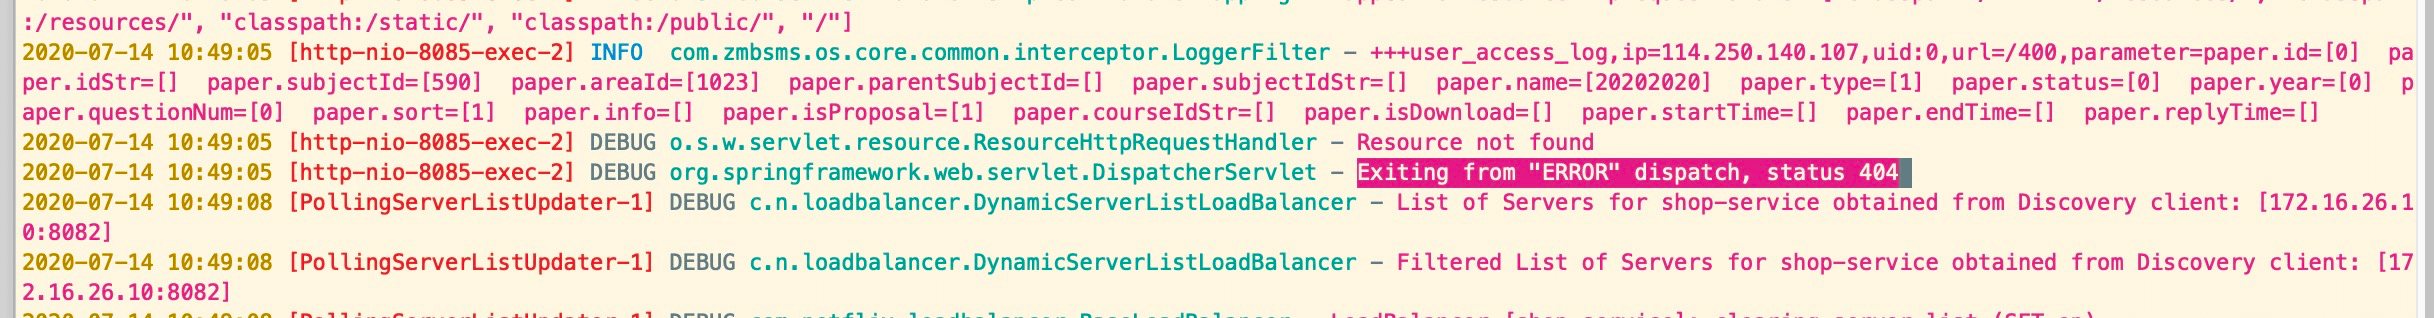 :/resources/", "classpath:/static/", "classpath:/public/", "/"]
2020-07-14 10:49:05 [http-nio-8085-exec-2] INFO  com.zmbsms.os.core.common.interceptor.LoggerFilter - +++user_access_log,ip=114.250.140.107,uid:0,url=/400,parameter=paper.id=[0]  pa
per.idStr=[]  paper.subjectId=[590]  paper.areaId=[1023]  paper.parentSubjectId=[]  paper.subjectIdStr=[]  paper.name=[20202020]  paper.type=[1]  paper.status=[0]  paper.year=[0]  p
aper.questionNum=[0]  paper.sort=[1]  paper.info=[]  paper.isProposal=[1]  paper.courseIdStr=[]  paper.isDownload=[]  paper.startTime=[]  paper.endTime=[]  paper.replyTime=[]
2020-07-14 10:49:05 [http-nio-8085-exec-2] DEBUG o.s.w.servlet.resource.ResourceHttpRequestHandler - Resource not found
2020-07-14 10:49:05 [http-nio-8085-exec-2] DEBUG org.springframework.web.servlet.DispatcherServlet - Exiting from "ERROR" dispatch, status 404
2020-07-14 10:49:08 [PollingServerListUpdater-1] DEBUG c.n.loadbalancer.DynamicServerListLoadBalancer - List of Servers for shop-service obtained from Discovery client: [172.16.26.1
0:8082]
2020-07-14 10:49:08 [PollingServerListUpdater-1] DEBUG c.n.loadbalancer.DynamicServerListLoadBalancer - Filtered List of Servers for shop-service obtained from Discovery client: [17
2.16.26.10:8082]